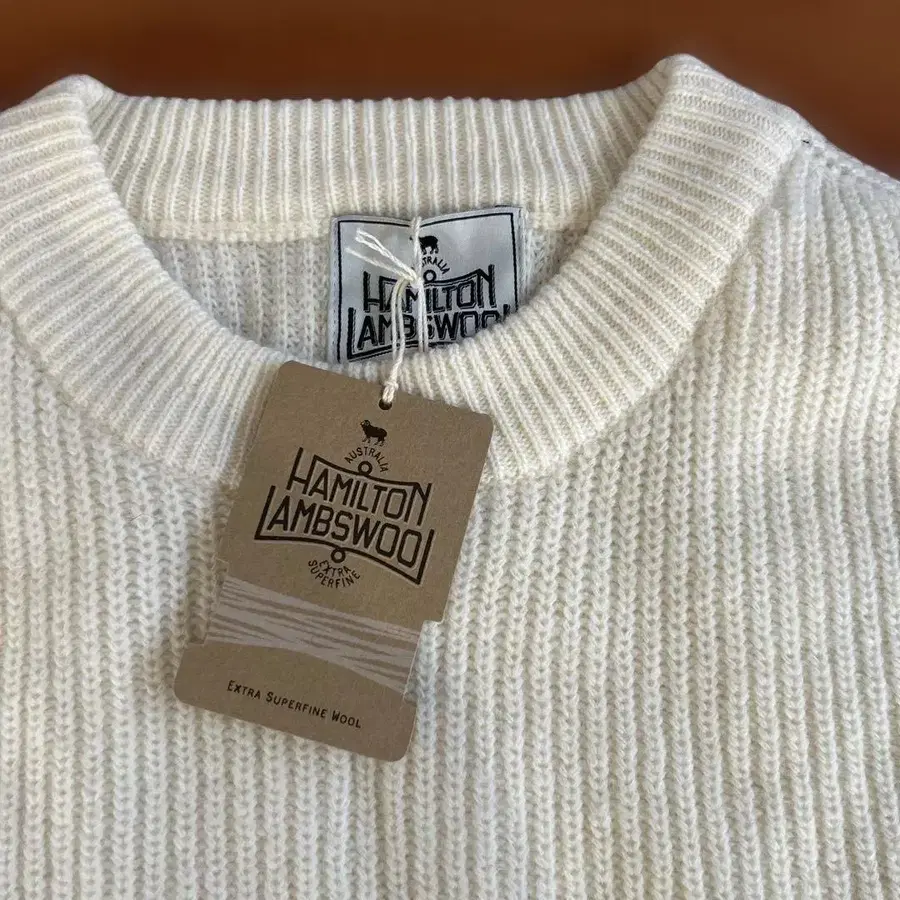 AUSTRALIA
HAMILTON
LAMBSWOOL
AUSTRALIA
HAMILTON
LAMBSWOOL
EXTRA
SUPERFINE
EXTRA SUPERFINE WOOL